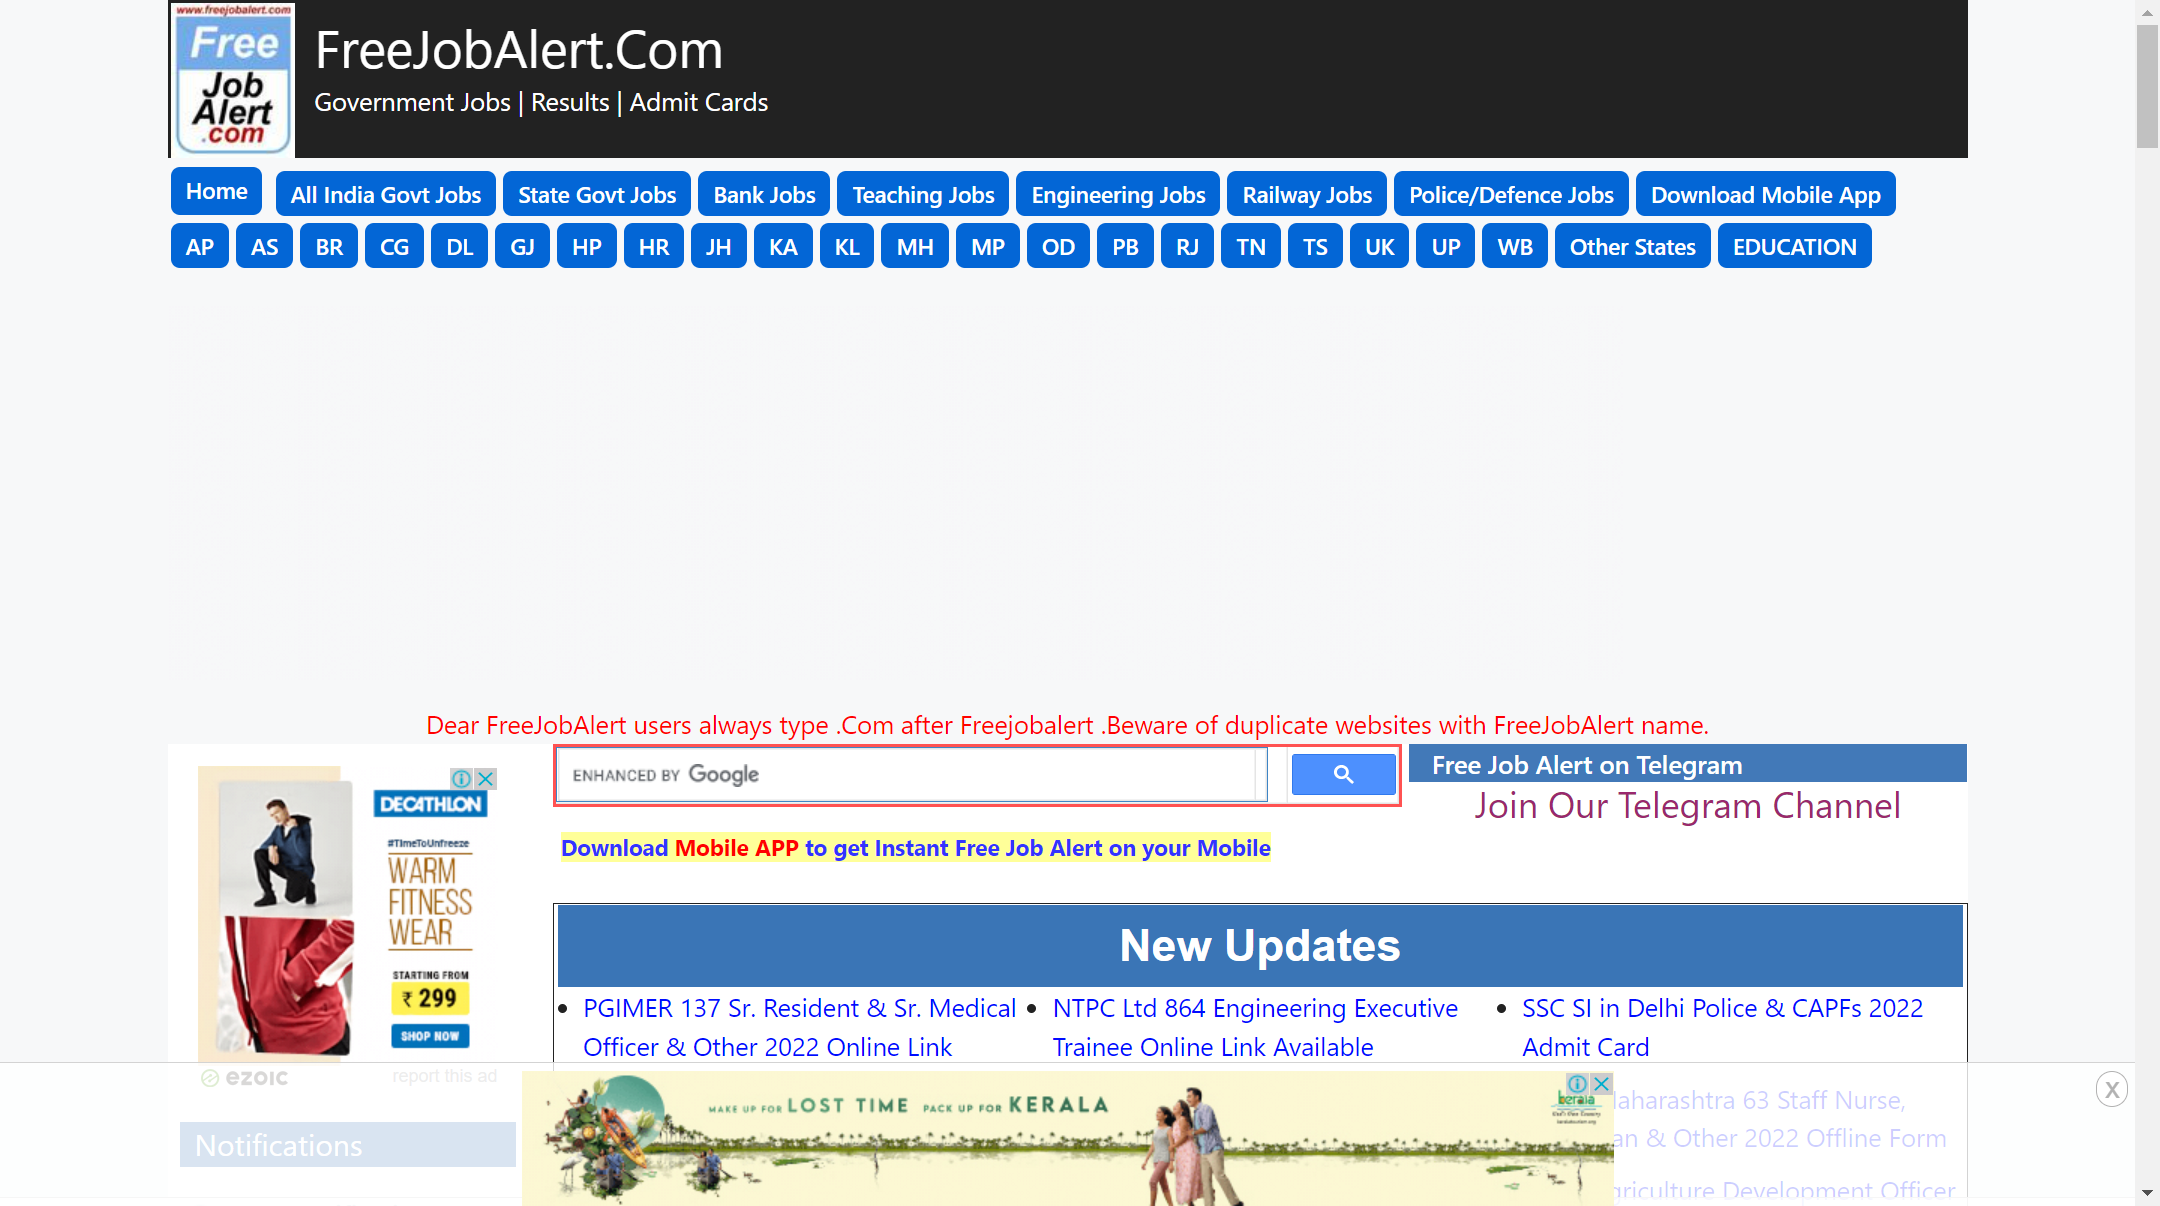 www.freejobalert.com
Free
Job
Alert
.com
FreeJobAlert.Com
Government Jobs | Results | Admit Cards
Home All India Govt Jobs State Govt Jobs Bank Jobs Teaching Jobs Engineering Jobs Railway Jobs Police/Defence Jobs Download Mobile App
AP AS BR CG DL GJ HP HR JH KA KL MH MP OD PB RJ TN TS UK UP WB Other States EDUCATION
Dear FreeJobAlert users always type .Com after Freejobalert .Beware of duplicate websites with FreeJobAlert name.
ENHANCED BY Google
Free Job Alert on Telegram
Join Our Telegram Channel
Download Mobile APP to get Instant Free Job Alert on your Mobile
DECATHLON
#TimeToUnfreeze
WARM
FITNESS
WEAR
STARTING FROM
₹ 299
SHOP NOW
ezoic
report this ad
Notifications
New Updates
PGIMER 137 Sr. Resident & Sr. Medical
Officer & Other 2022 Online Link
NTPC Ltd 864 Engineering Executive
Trainee Online Link Available
SSC SI in Delhi Police & CAPFs 2022
Admit Card
aharashtra 63 Staff Nurse,
an & Other 2022 Offline Form
griculture Development Officer
MAKE UP FOR LOST TIME PACK UP FOR KERALA
kerala
X